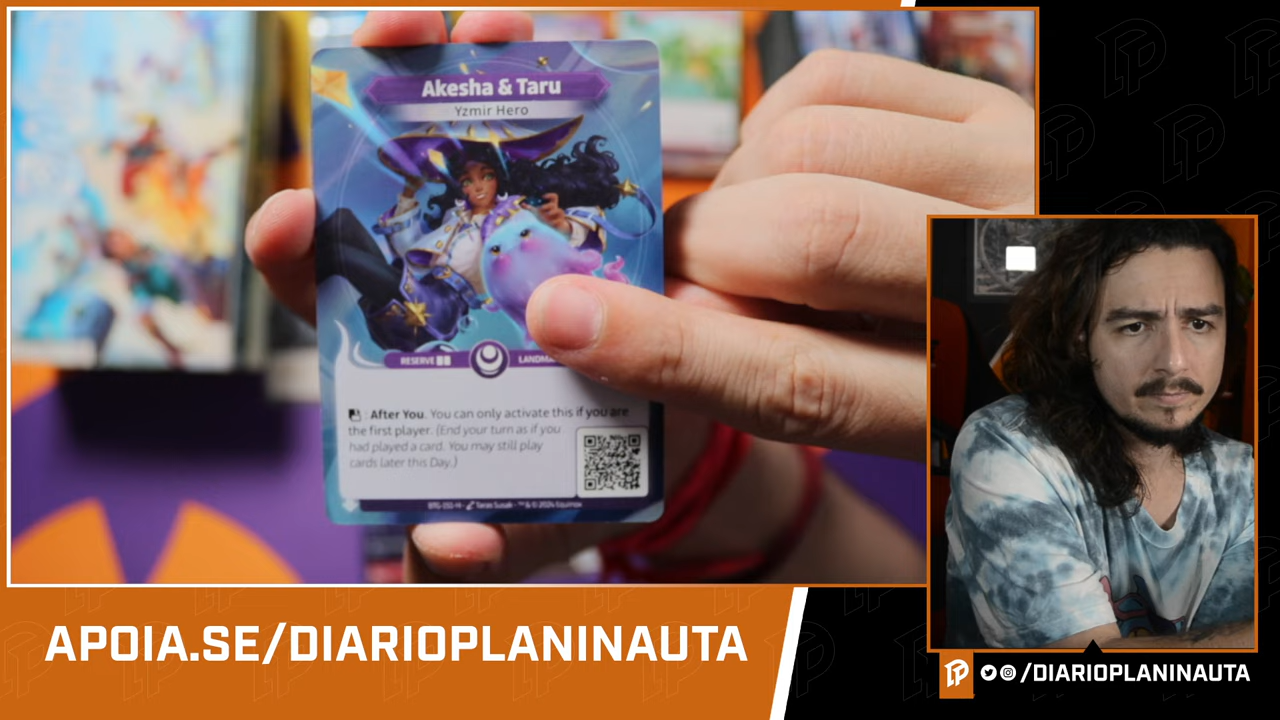 Akesha & Taru
Yzmir Hero
RESERVE
: After You. You can only activate this if you are
the first player. (End your turn as if you
had played a card. You may still play
cards later this Day.)
APOIA.SE/DIARIOPLANINAUTA
/DIARIOPLANINAUTA